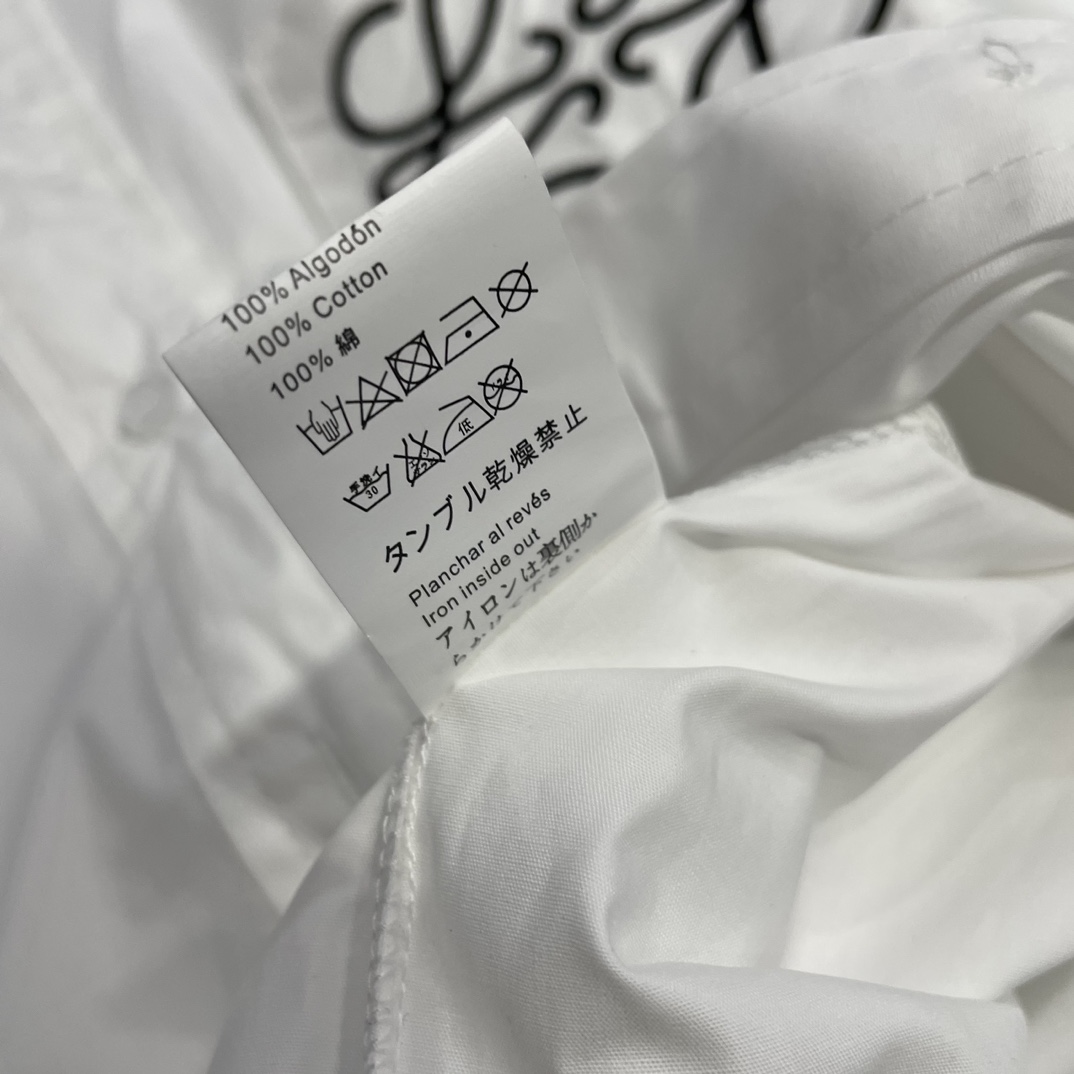 100% Algodón
100% Cotton
100% 綿
手洗イ 30
低
タンブル乾燥禁止
Planchar al revés
Iron inside out
アイロンは裏側か